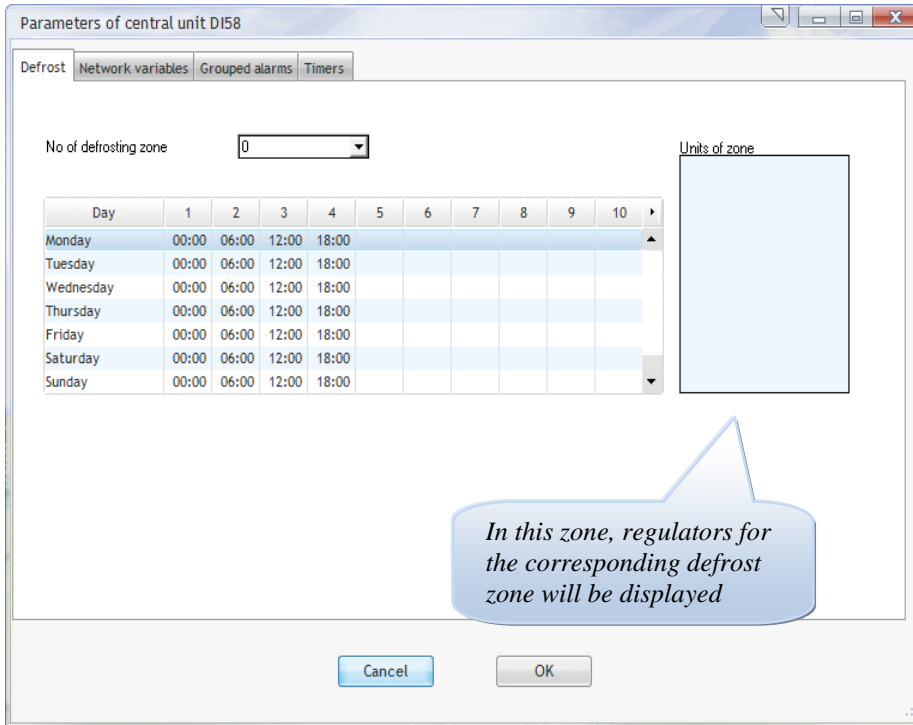 Parameters of central unit DI58
Defrost Network variables Grouped alarms Timers
No of defrosting zone 0
Units of zone
Day 1 2 3 4 5 6 7 8 9 10
Monday 00:00 06:00 12:00 18:00
Tuesday 00:00 06:00 12:00 18:00
Wednesday 00:00 06:00 12:00 18:00
Thursday 00:00 06:00 12:00 18:00
Friday 00:00 06:00 12:00 18:00
Saturday 00:00 06:00 12:00 18:00
Sunday 00:00 06:00 12:00 18:00
In this zone, regulators for
the corresponding defrost
zone will be displayed
Cancel OK